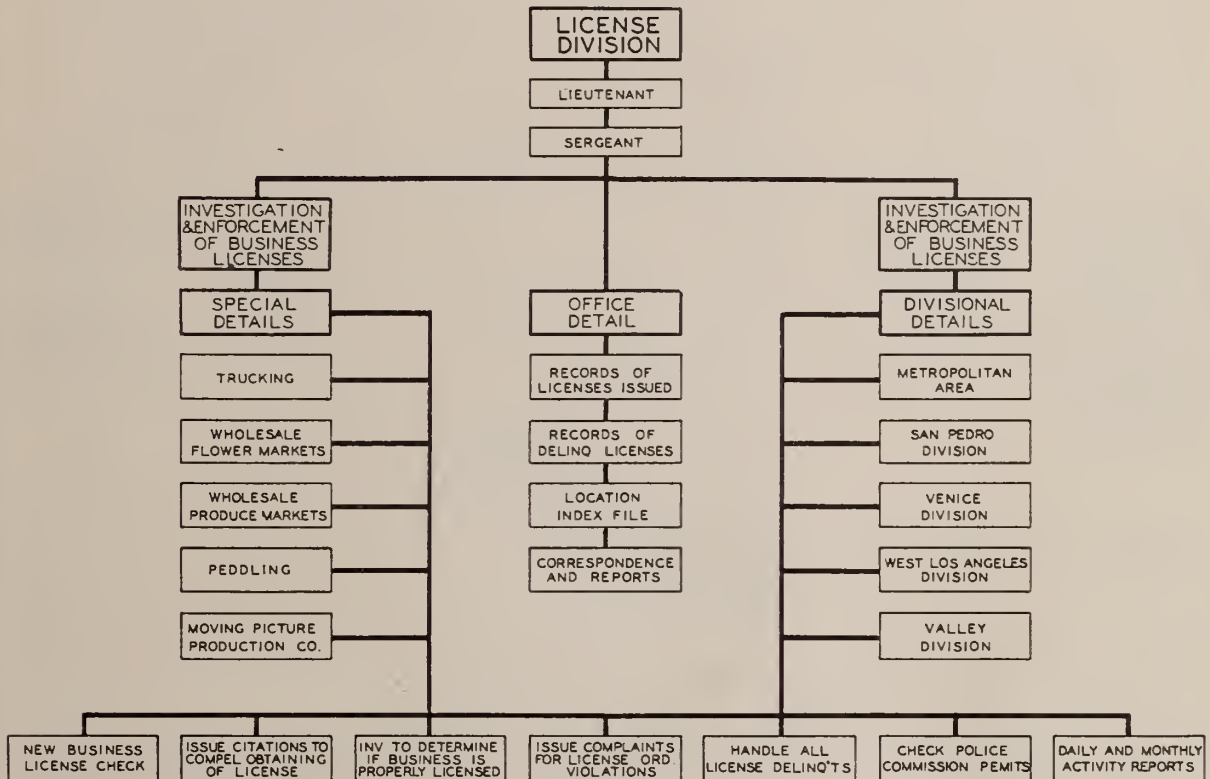 LICENSE
DIVISION
LIEUTENANT
SERGEANT
INVESTIGATION
& ENFORCEMENT
OF BUSINESS
LICENSES
INVESTIGATION
& ENFORCEMENT
OF BUSINESS
LICENSES
SPECIAL
DETAILS
OFFICE
DETAIL
DIVISIONAL
DETAILS
TRUCKING
RECORDS OF
LICENSES ISSUED
METROPOLITAN
AREA
WHOLESALE
FLOWER MARKETS
RECORDS OF
DELINQ LICENSES
SAN PEDRO
DIVISION
WHOLESALE
PRODUCE MARKETS
LOCATION
INDEX FILE
VENICE
DIVISION
PEDDLING
CORRESPONDENCE
AND REPORTS
WEST LOS ANGELES
DIVISION
MOVING PICTURE
PRODUCTION CO.
VALLEY
DIVISION
NEW BUSINESS
LICENSE CHECK
ISSUE CITATIONS TO
COMPEL OBTAINING
OF LICENSE
INV TO DETERMINE
IF BUSINESS IS
PROPERLY LICENSED
ISSUE COMPLAINTS
FOR LICENSE ORD.
VIOLATIONS
HANDLE ALL
LICENSE DELINQ'TS
CHECK POLICE
COMMISSION PEMITS
DAILY AND MONTHLY
ACTIVITY REPORTS